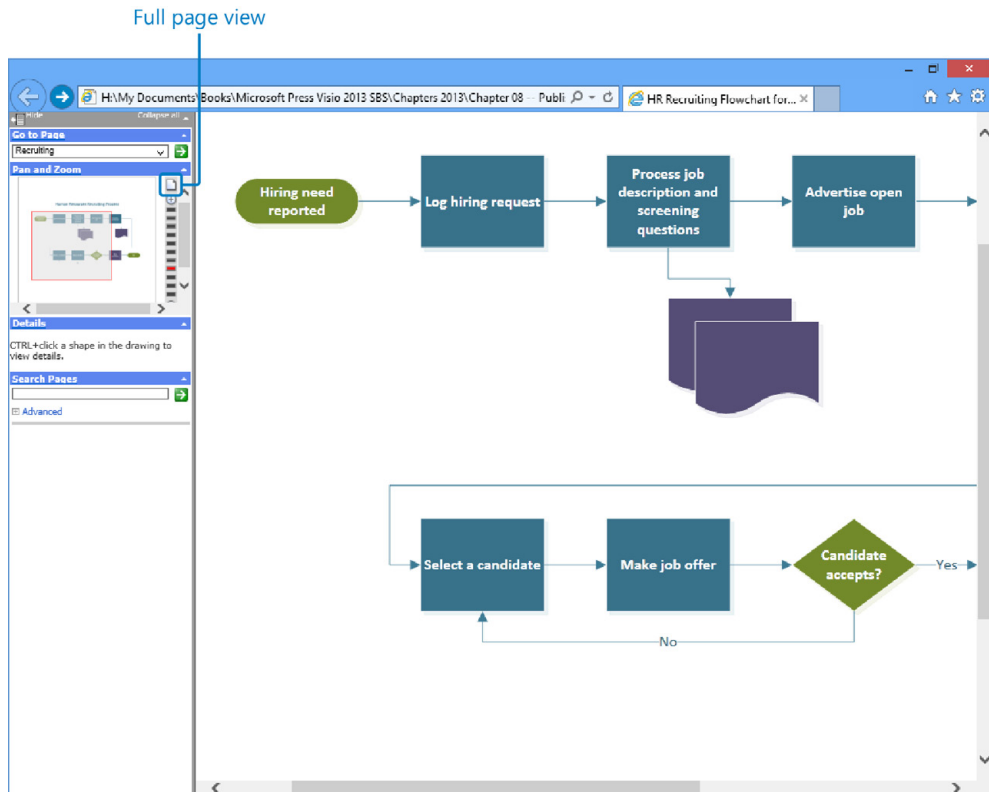 Full page view
H:\My Documents\Books\Microsoft Press Visio 2013 SBS\Chapters 2013\Chapter 08 -- Publi
HR Recruiting Flowchart for...
Hide
Collapse all
Go to Page
Recruiting
Pan and Zoom
Details
CTRL+click a shape in the drawing to
view details.
Search Pages
Advanced
Hiring need
reported
Log hiring request
Process job
description and
screening
questions
Advertise open
job
Select a candidate
Make job offer
Candidate
accepts?
Yes
No